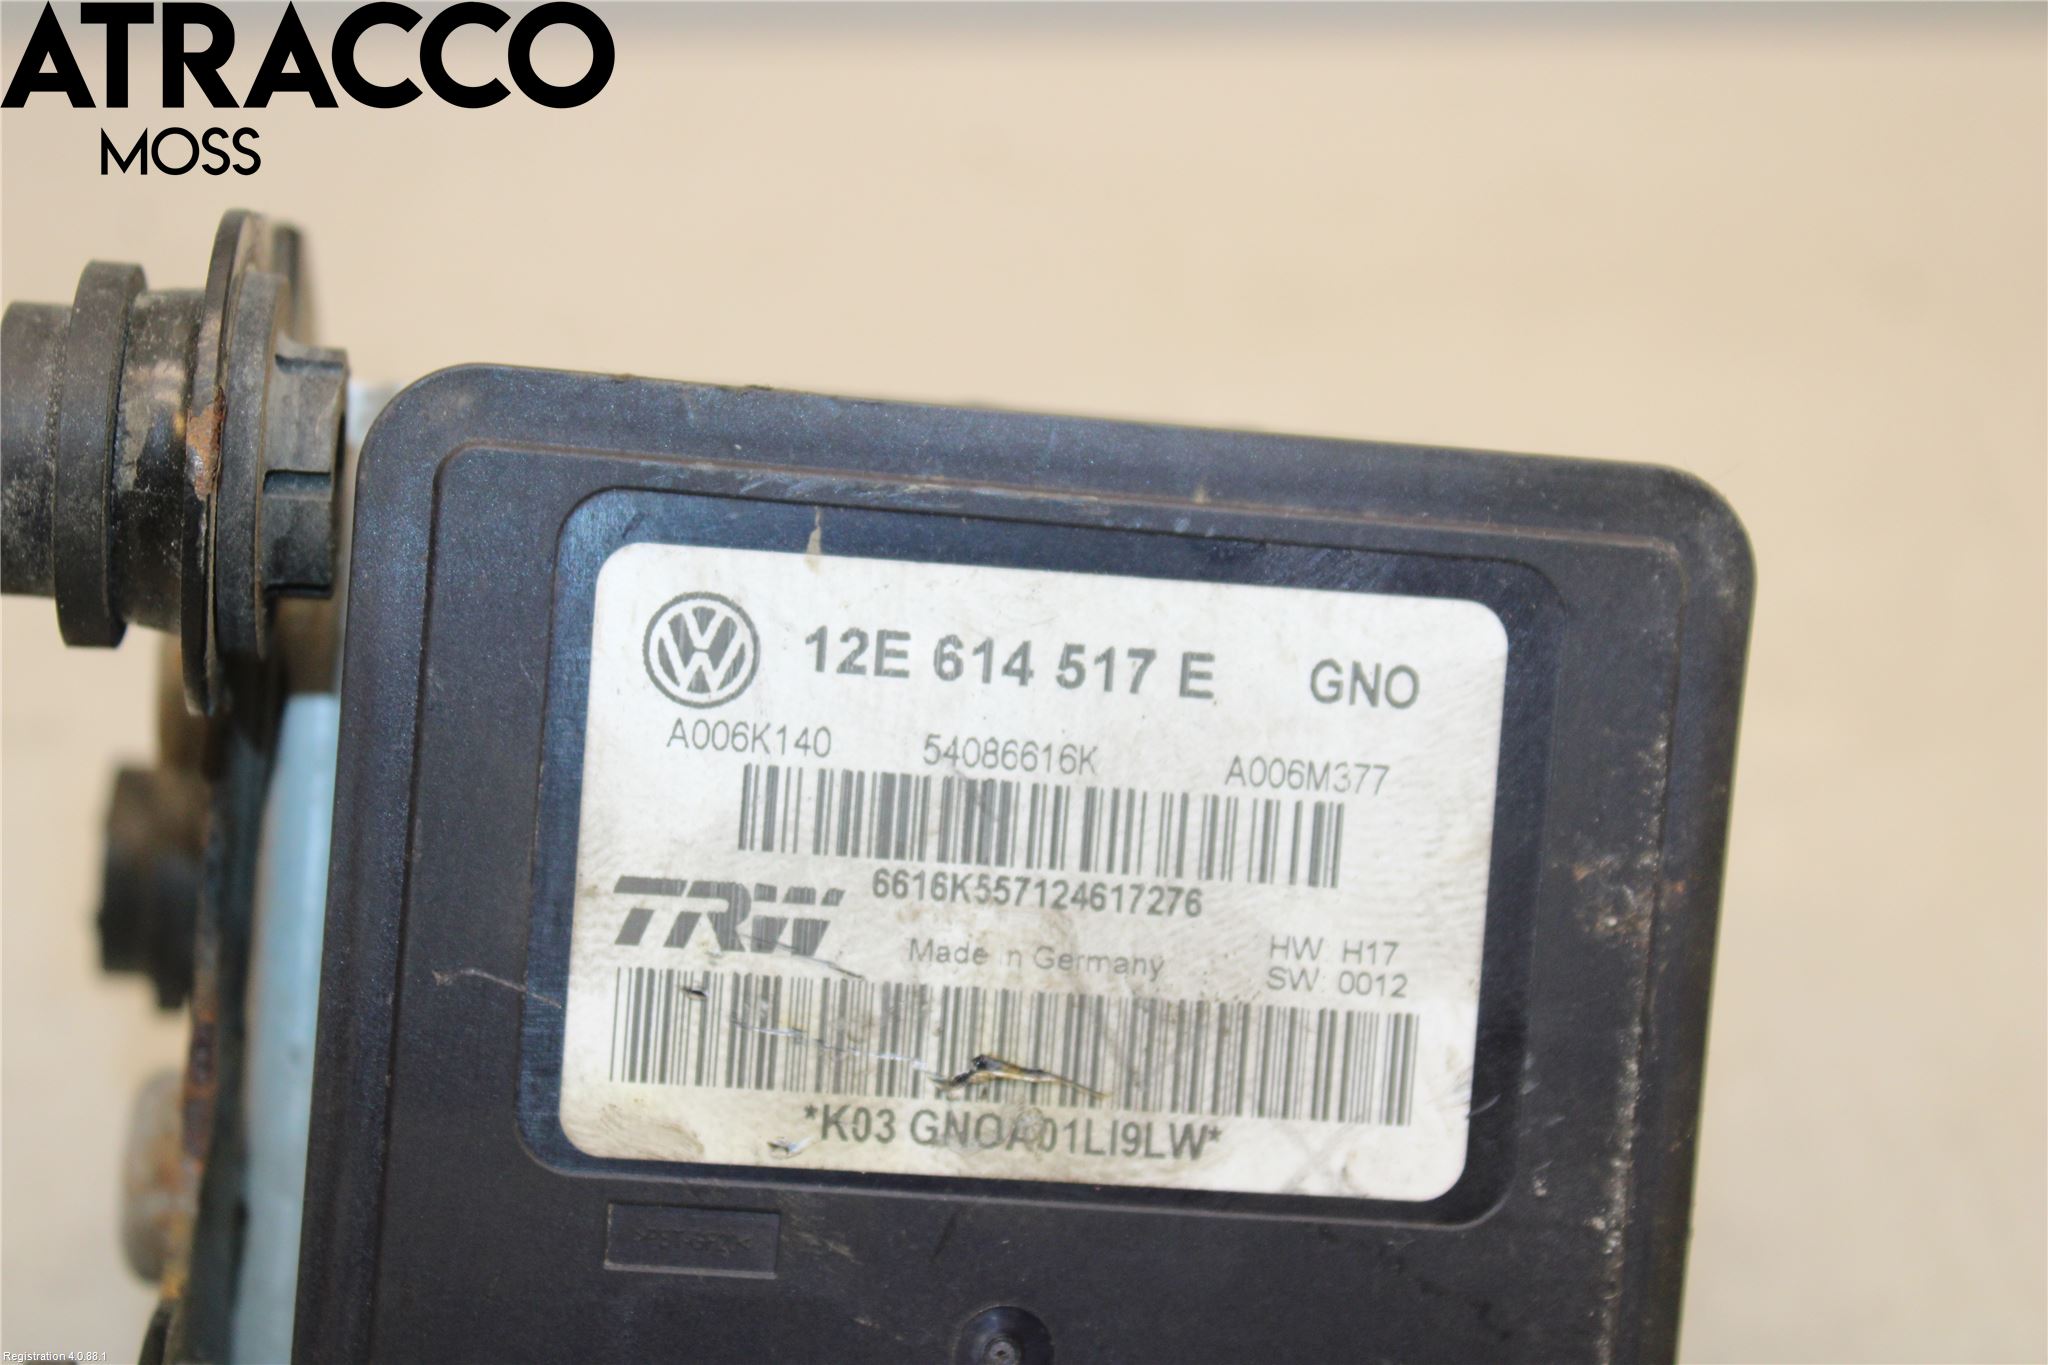 ATRACCO
MOSS
12E 614 517 E GNO
A006K140 54086616K A006M377
6616K557124617276
TRW
Made in Germany
HW: H17
SW: 0012
*K03 GNOA01LI9LW*
Registration 4.0.88.1